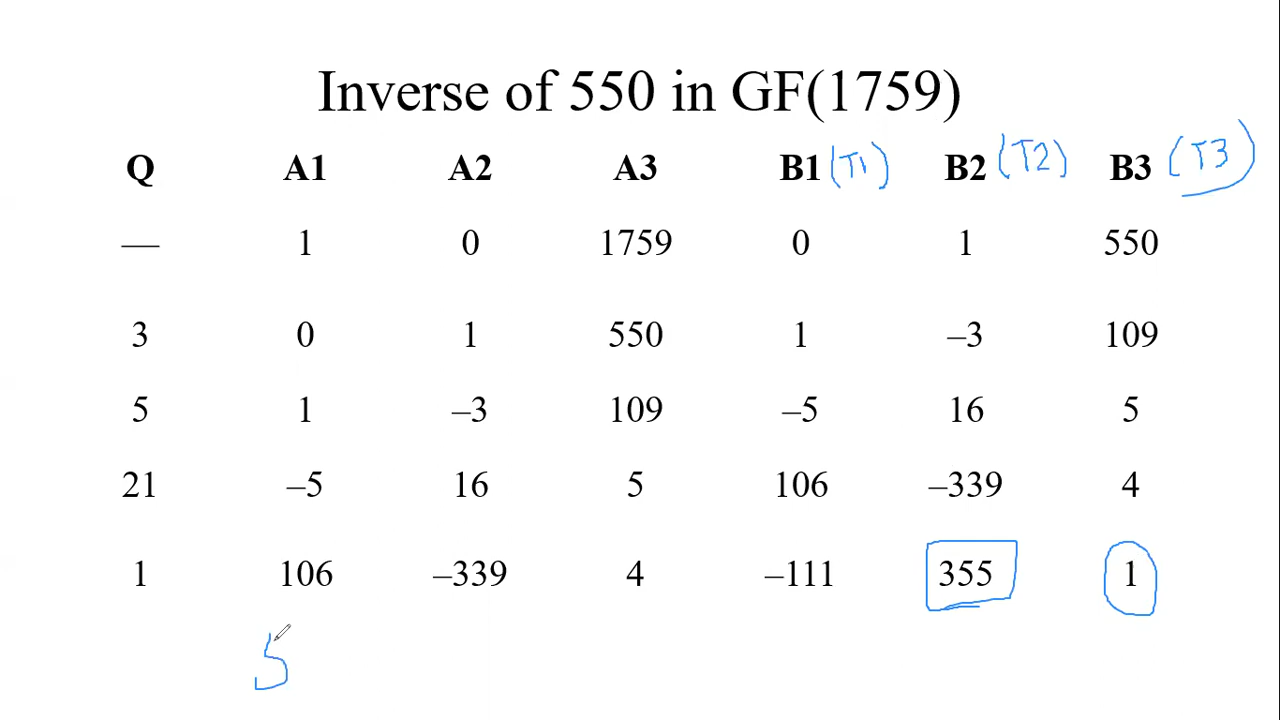 Inverse of 550 in GF(1759)
Q A1 A2 A3 B1 (T1) B2 (T2) B3 (T3)
— 1 0 1759 0 1 550
3 0 1 550 1 –3 109
5 1 –3 109 –5 16 5
21 –5 16 5 106 –339 4
1 106 –339 4 –111 355 1
5